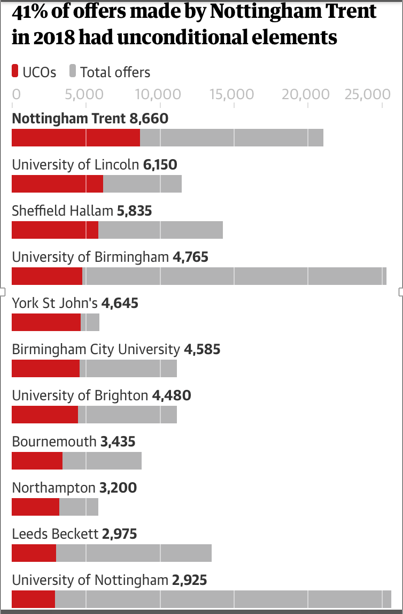 41% of offers made by Nottingham Trent
in 2018 had unconditional elements
UCOs Total offers
0 5,000 10,000 15,000 20,000 25,000
Nottingham Trent 8,660
University of Lincoln 6,150
Sheffield Hallam 5,835
University of Birmingham 4,765
York St John's 4,645
Birmingham City University 4,585
University of Brighton 4,480
Bournemouth 3,435
Northampton 3,200
Leeds Beckett 2,975
University of Nottingham 2,925